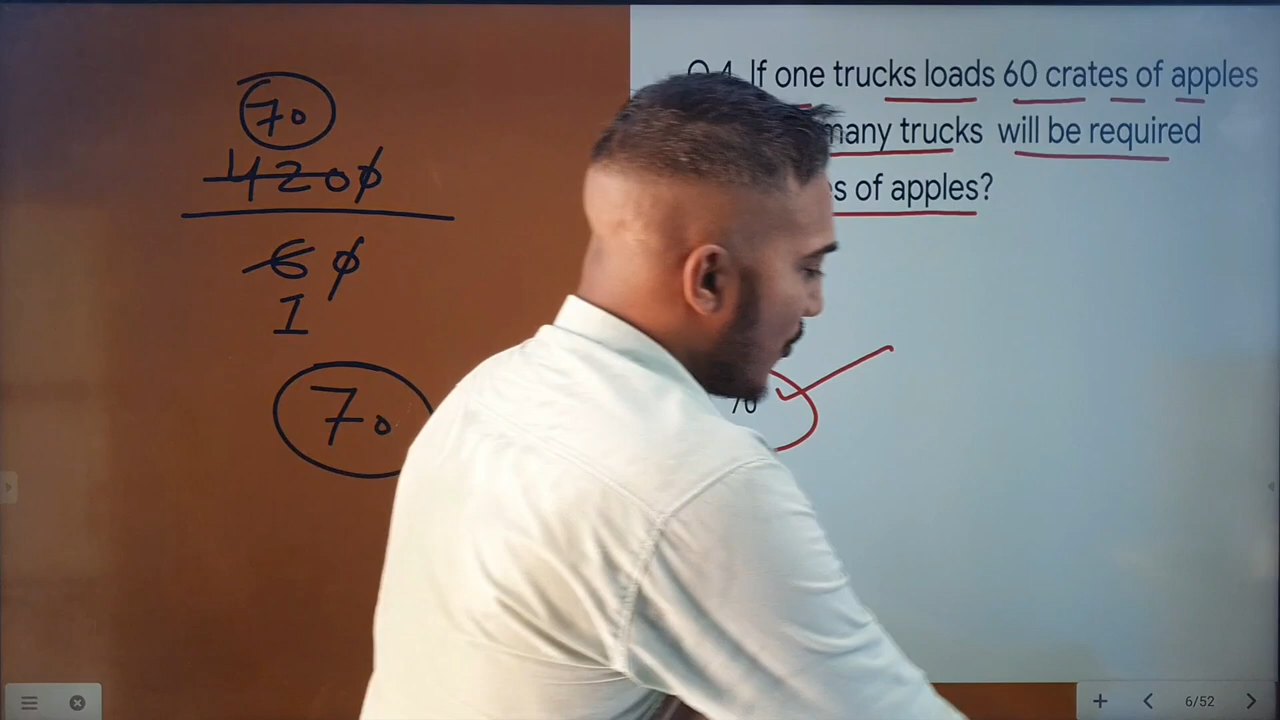 70
4200
60
1
70
Q.4. If one trucks loads 60 crates of apples
many trucks will be required
of apples?
70
6/52